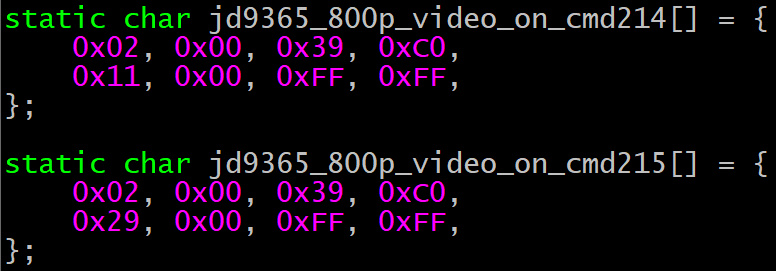 static char jd9365_800p_video_on_cmd214[] = {
    0x02, 0x00, 0x39, 0xC0,
    0x11, 0x00, 0xFF, 0xFF,
};

static char jd9365_800p_video_on_cmd215[] = {
    0x02, 0x00, 0x39, 0xC0,
    0x29, 0x00, 0xFF, 0xFF,
};